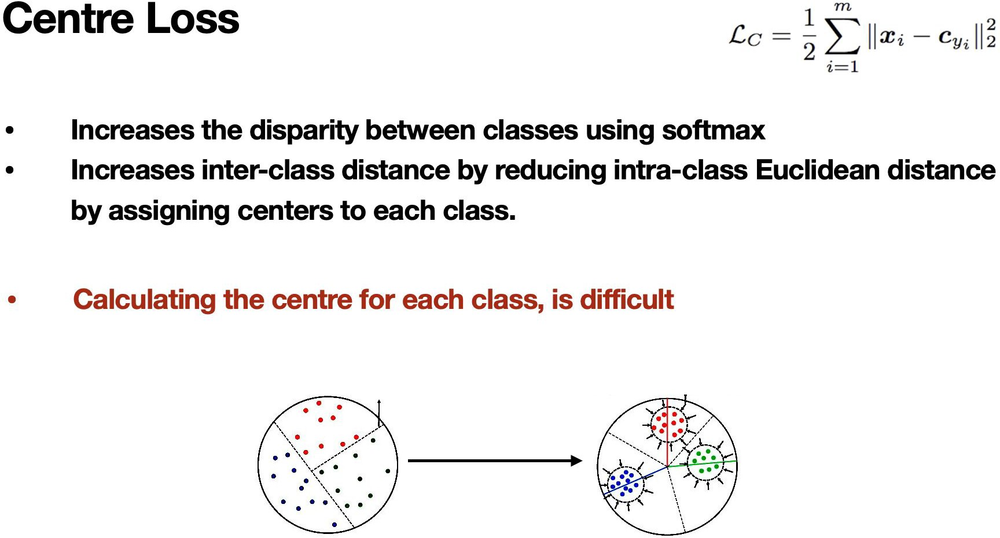 Centre Loss
$\mathcal{L}_C = \frac{1}{2} \sum_{i=1}^{m} \| \boldsymbol{x}_i - \boldsymbol{c}_{y_i} \|_2^2$
• Increases the disparity between classes using softmax
• Increases inter-class distance by reducing intra-class Euclidean distance
by assigning centers to each class.
• Calculating the centre for each class, is difficult